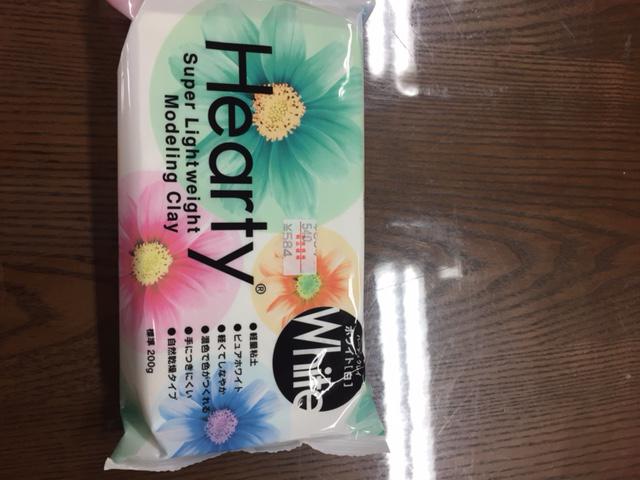 Hearty®
Super Lightweight
Modeling Clay
¥584
ホワイト[白]
White
●軽量粘土
●ピュアホワイト
●軽くてしなやか
●混色で色がつくれる
●手につきにくい
●自然乾燥タイプ
標準 200g